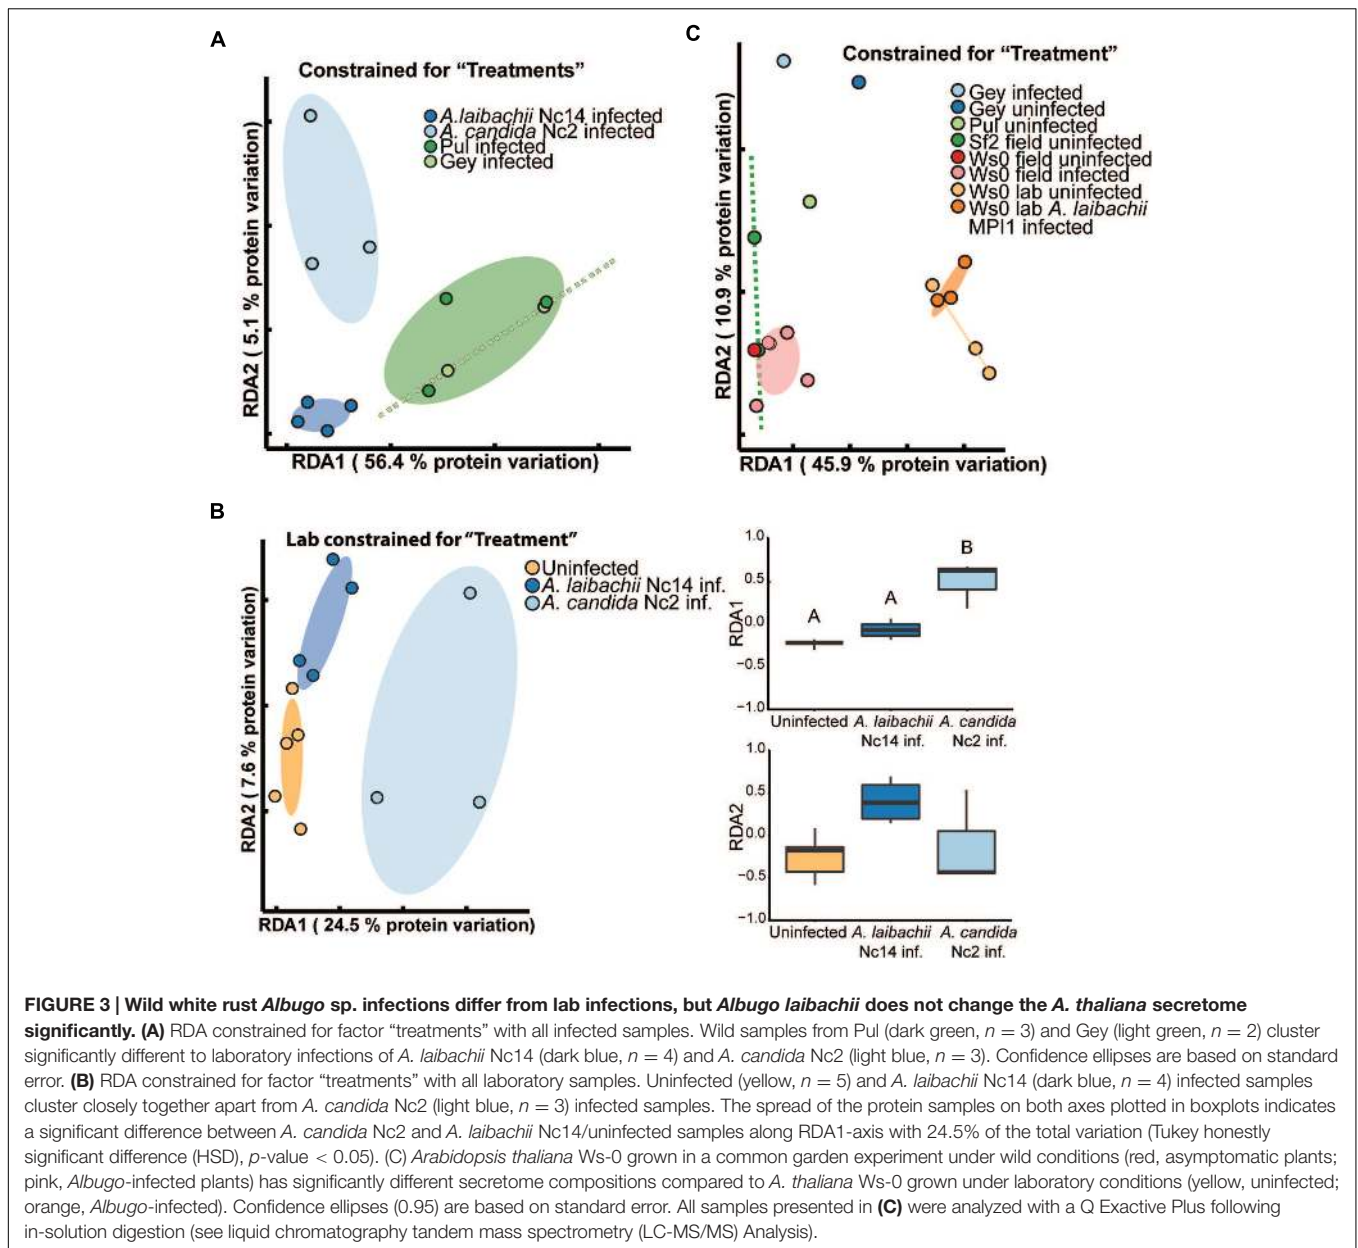 A
Constrained for “Treatments”
A.laibachii Nc14 infected
A. candida Nc2 infected
Pul infected
Gey infected
RDA2 ( 5.1 % protein variation)
RDA1 ( 56.4 % protein variation)
C
Constrained for “Treatment”
Gey infected
Gey uninfected
Pul uninfected
Sf2 field uninfected
Ws0 field uninfected
Ws0 field infected
Ws0 lab uninfected
Ws0 lab A. laibachii
MPI1 infected
RDA2 ( 10.9 % protein variation)
RDA1 ( 45.9 % protein variation)
B
Lab constrained for “Treatment”
Uninfected
A. laibachii Nc14 inf.
A. candida Nc2 inf.
RDA2 ( 7.6 % protein variation)
RDA1 ( 24.5 % protein variation)
RDA1
1.0
0.5
0.0
−0.5
−1.0
A
A
B
Uninfected A. laibachii A. candida
Nc14 inf. Nc2 inf.
RDA2
1.0
0.5
0.0
−0.5
−1.0
Uninfected A. laibachii A. candida
Nc14 inf. Nc2 inf.
FIGURE 3 | Wild white rust Albugo sp. infections differ from lab infections, but Albugo laibachii does not change the A. thaliana secretome
significantly. (A) RDA constrained for factor “treatments” with all infected samples. Wild samples from Pul (dark green, n = 3) and Gey (light green, n = 2) cluster
significantly different to laboratory infections of A. laibachii Nc14 (dark blue, n = 4) and A. candida Nc2 (light blue, n = 3). Confidence ellipses are based on standard
error. (B) RDA constrained for factor “treatments” with all laboratory samples. Uninfected (yellow, n = 5) and A. laibachii Nc14 (dark blue, n = 4) infected samples
cluster closely together apart from A. candida Nc2 (light blue, n = 3) infected samples. The spread of the protein samples on both axes plotted in boxplots indicates
a significant difference between A. candida Nc2 and A. laibachii Nc14/uninfected samples along RDA1-axis with 24.5% of the total variation (Tukey honestly
significant difference (HSD), p-value < 0.05). (C) Arabidopsis thaliana Ws-0 grown in a common garden experiment under wild conditions (red, asymptomatic plants;
pink, Albugo-infected plants) has significantly different secretome compositions compared to A. thaliana Ws-0 grown under laboratory conditions (yellow, uninfected;
orange, Albugo-infected). Confidence ellipses (0.95) are based on standard error. All samples presented in (C) were analyzed with a Q Exactive Plus following
in-solution digestion (see liquid chromatography tandem mass spectrometry (LC-MS/MS) Analysis).